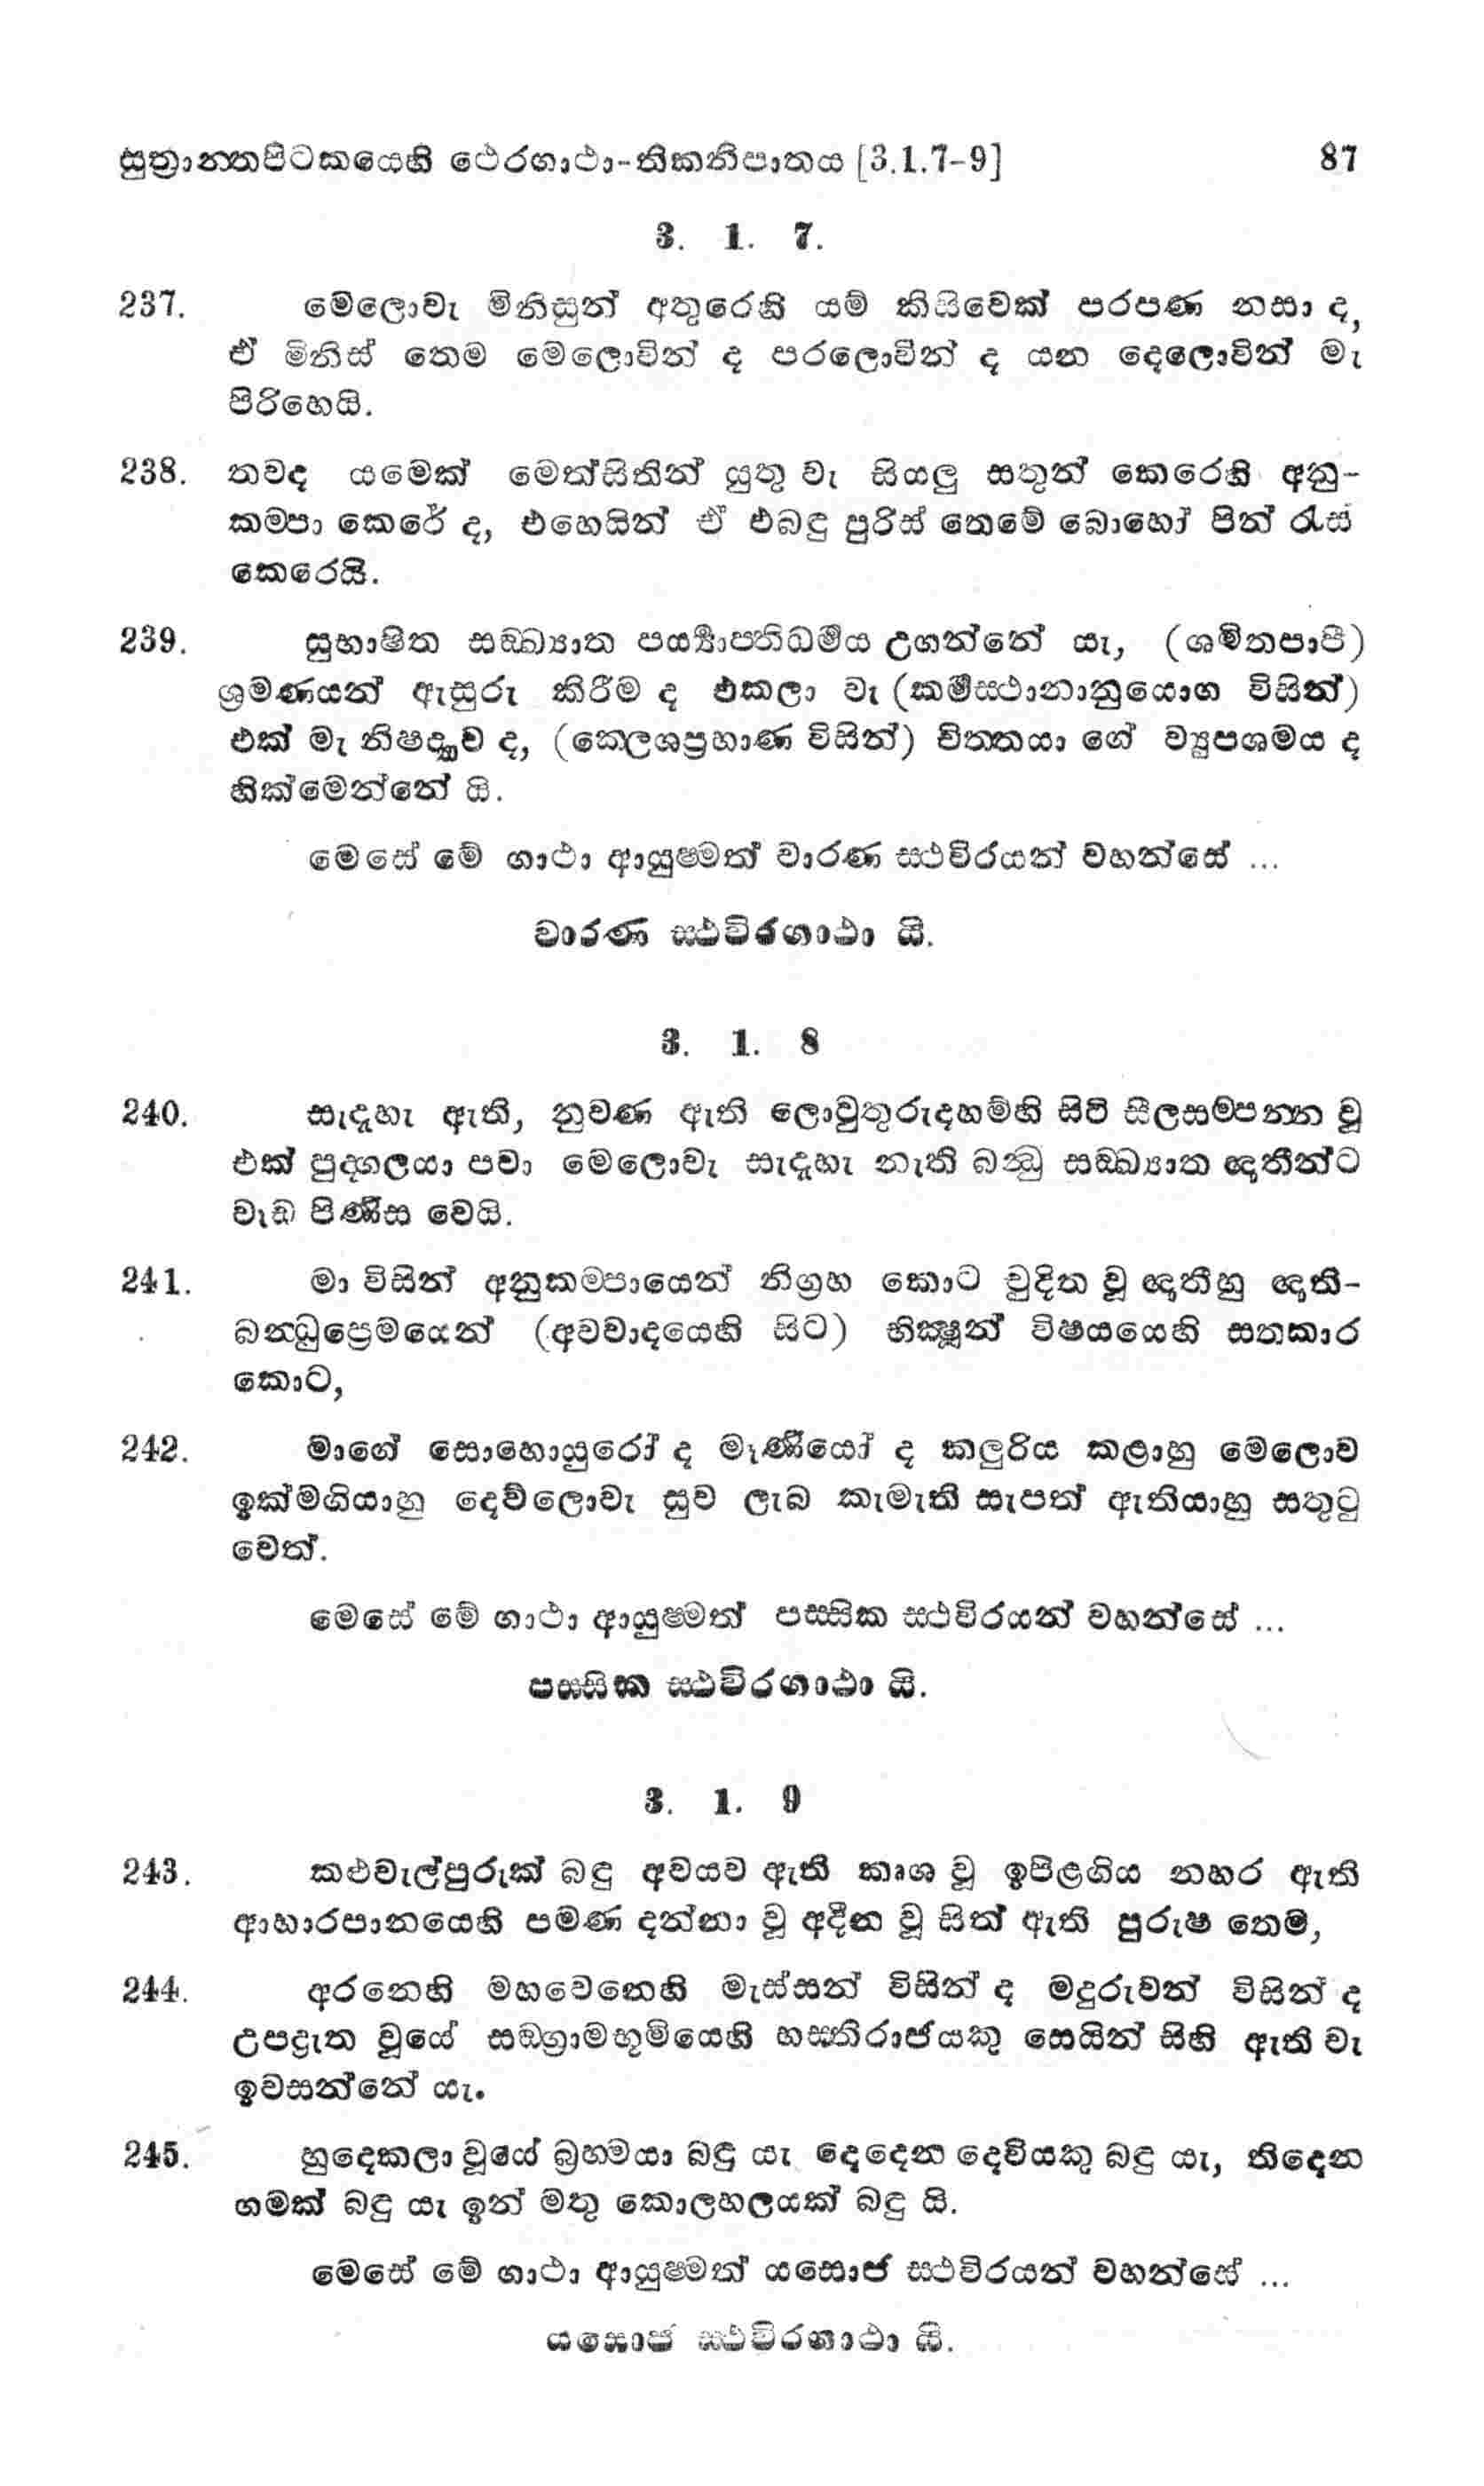 සුත්‍රාන්තපිටකයෙහි ථෙරගාථා-තිකනිපාතය [3.1.7-9] 87
3. 1. 7.
237. මෙලොවැ මිනිසුන් අතුරෙහි යම් කිසිවෙක් පරපණ නසා ද,
ඒ මිනිස් තෙම මෙලොවින් ද පරලොවින් ද යන දෙලොවින් මැ
පිරිහෙයි.
238. තවද යමෙක් මෙත්සිතින් යුතු වැ සියලු සතුන් කෙරෙහි අනු-
කම්පා කෙරේ ද, එහෙයින් ඒ එබඳු පුරිස් තෙමේ බොහෝ පින් රැස්
කෙරෙයි.
239. සුභාෂිත සඞ්ඛ්‍යාත පර්‍ය්‍යාප්තිධර්මය උගන්නේ යැ, (ශමිතපාපී)
ශ්‍රමණයන් ඇසුරු කිරීම ද එකලා වැ (කර්මස්ථානානුයොග විසින්)
එක් මැ නිෂද්‍යාව ද, (ක්ලෙශප්‍රහාණ විසින්) චිත්තයා ගේ ව්‍යුපශමය ද
හික්මෙන්නේ යි.
මෙසේ මේ ගාථා ආයුෂ්මත් වාරණ ස්ථවිරයන් වහන්සේ ...
වාරණ ස්ථවිරගාථා යි.
3. 1. 8
240. සැදැහැ ඇති, නුවණ ඇති ලොවුතුරුදහම්හි සිටි සීලසම්පන්න වූ
එක් පුද්ගලයා පවා මෙලොවැ සැදැහැ නැති බන්ධු සඞ්ඛ්‍යාත ඥාතීන්ට
වැඩ පිණිස වෙයි.
241. මා විසින් අනුකම්පායෙන් නිග්‍රහ කොට චුදිත වූ ඥාතීහු ඥාති-
බන්ධුප්‍රෙමයෙන් (අවවාදයෙහි සිට) භික්ෂූන් විෂයයෙහි සත්කාර
කොට,
242. මාගේ සොහොයුරෝ ද මෑණියෝ ද කලුරිය කළාහු මෙලොව
ඉක්මගියාහු දෙව්ලොවැ සුව ලැබ කැමැති සැපත් ඇතියාහු සතුටු
වෙත්.
මෙසේ මේ ගාථා ආයුෂ්මත් පස්සික ස්ථවිරයන් වහන්සේ ...
පස්සික ස්ථවිරගාථා යි.
3. 1. 9
243. කළුවැල්පුරුක් බඳු අවයව ඇති කෘශ වූ ඉපිළගිය නහර ඇති
ආහාරපානයෙහි පමණ දන්නා වූ අදීන වූ සිත් ඇති පුරුෂ තෙම්,
244. අරනෙහි මහවෙනෙහි මැස්සන් විසින් ද මදුරුවන් විසින් ද
උපද්‍රැත වූයේ සඞ්ග්‍රාමභූමියෙහි හස්තිරාජයකු සෙයින් සිහි ඇති වැ
ඉවසන්නේ යැ.
245. හුදෙකලා වූයේ බ්‍රහ්මයා බඳු යැ දෙදෙන දෙවියකු බඳු යැ, තිදෙන
ගමක් බඳු යැ ඉන් මතු කොලහලයක් බඳු යි.
මෙසේ මේ ගාථා ආයුෂ්මත් යසොජ ස්ථවිරයන් වහන්සේ ...
යසොජ ස්ථවිරගාථා යි.